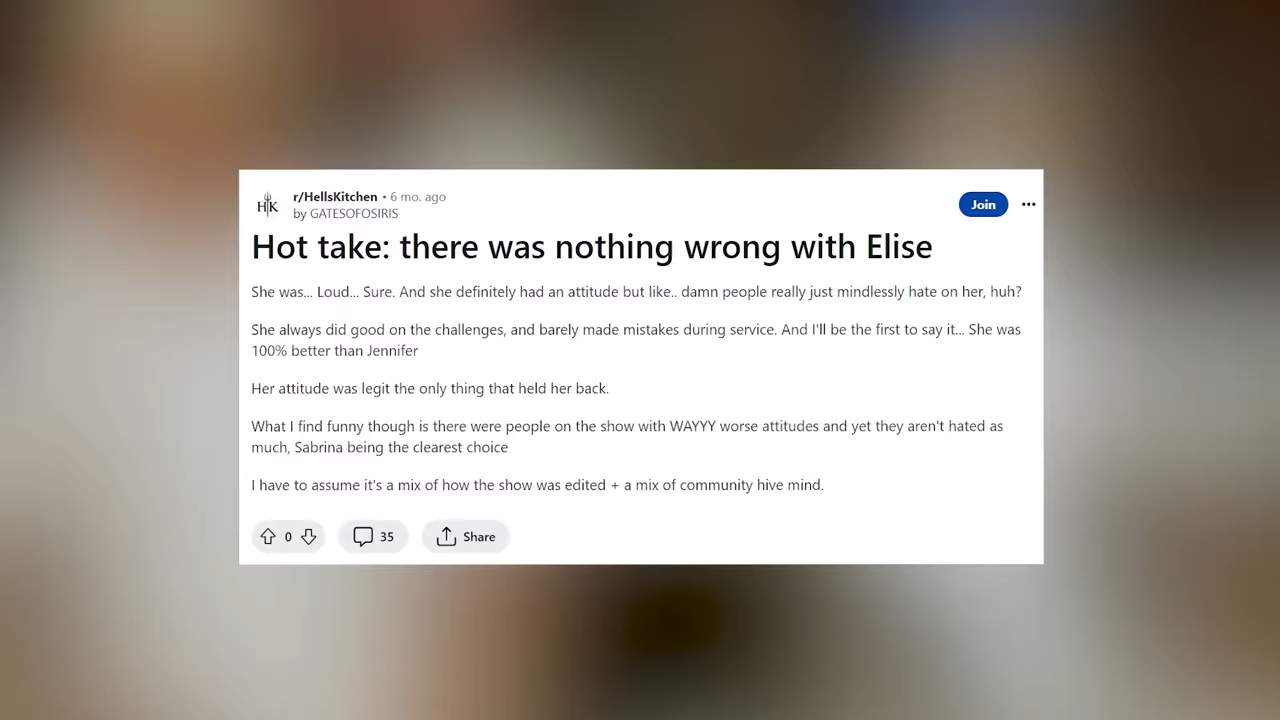 HK
r/HellsKitchen • 6 mo. ago
by GATESOFOSIRIS
Join
Hot take: there was nothing wrong with Elise
She was... Loud... Sure. And she definitely had an attitude but like.. damn people really just mindlessly hate on her, huh?
She always did good on the challenges, and barely made mistakes during service. And I'll be the first to say it... She was
100% better than Jennifer
Her attitude was legit the only thing that held her back.
What I find funny though is there were people on the show with WAYYY worse attitudes and yet they aren't hated as
much, Sabrina being the clearest choice
I have to assume it's a mix of how the show was edited + a mix of community hive mind.
0
35
Share